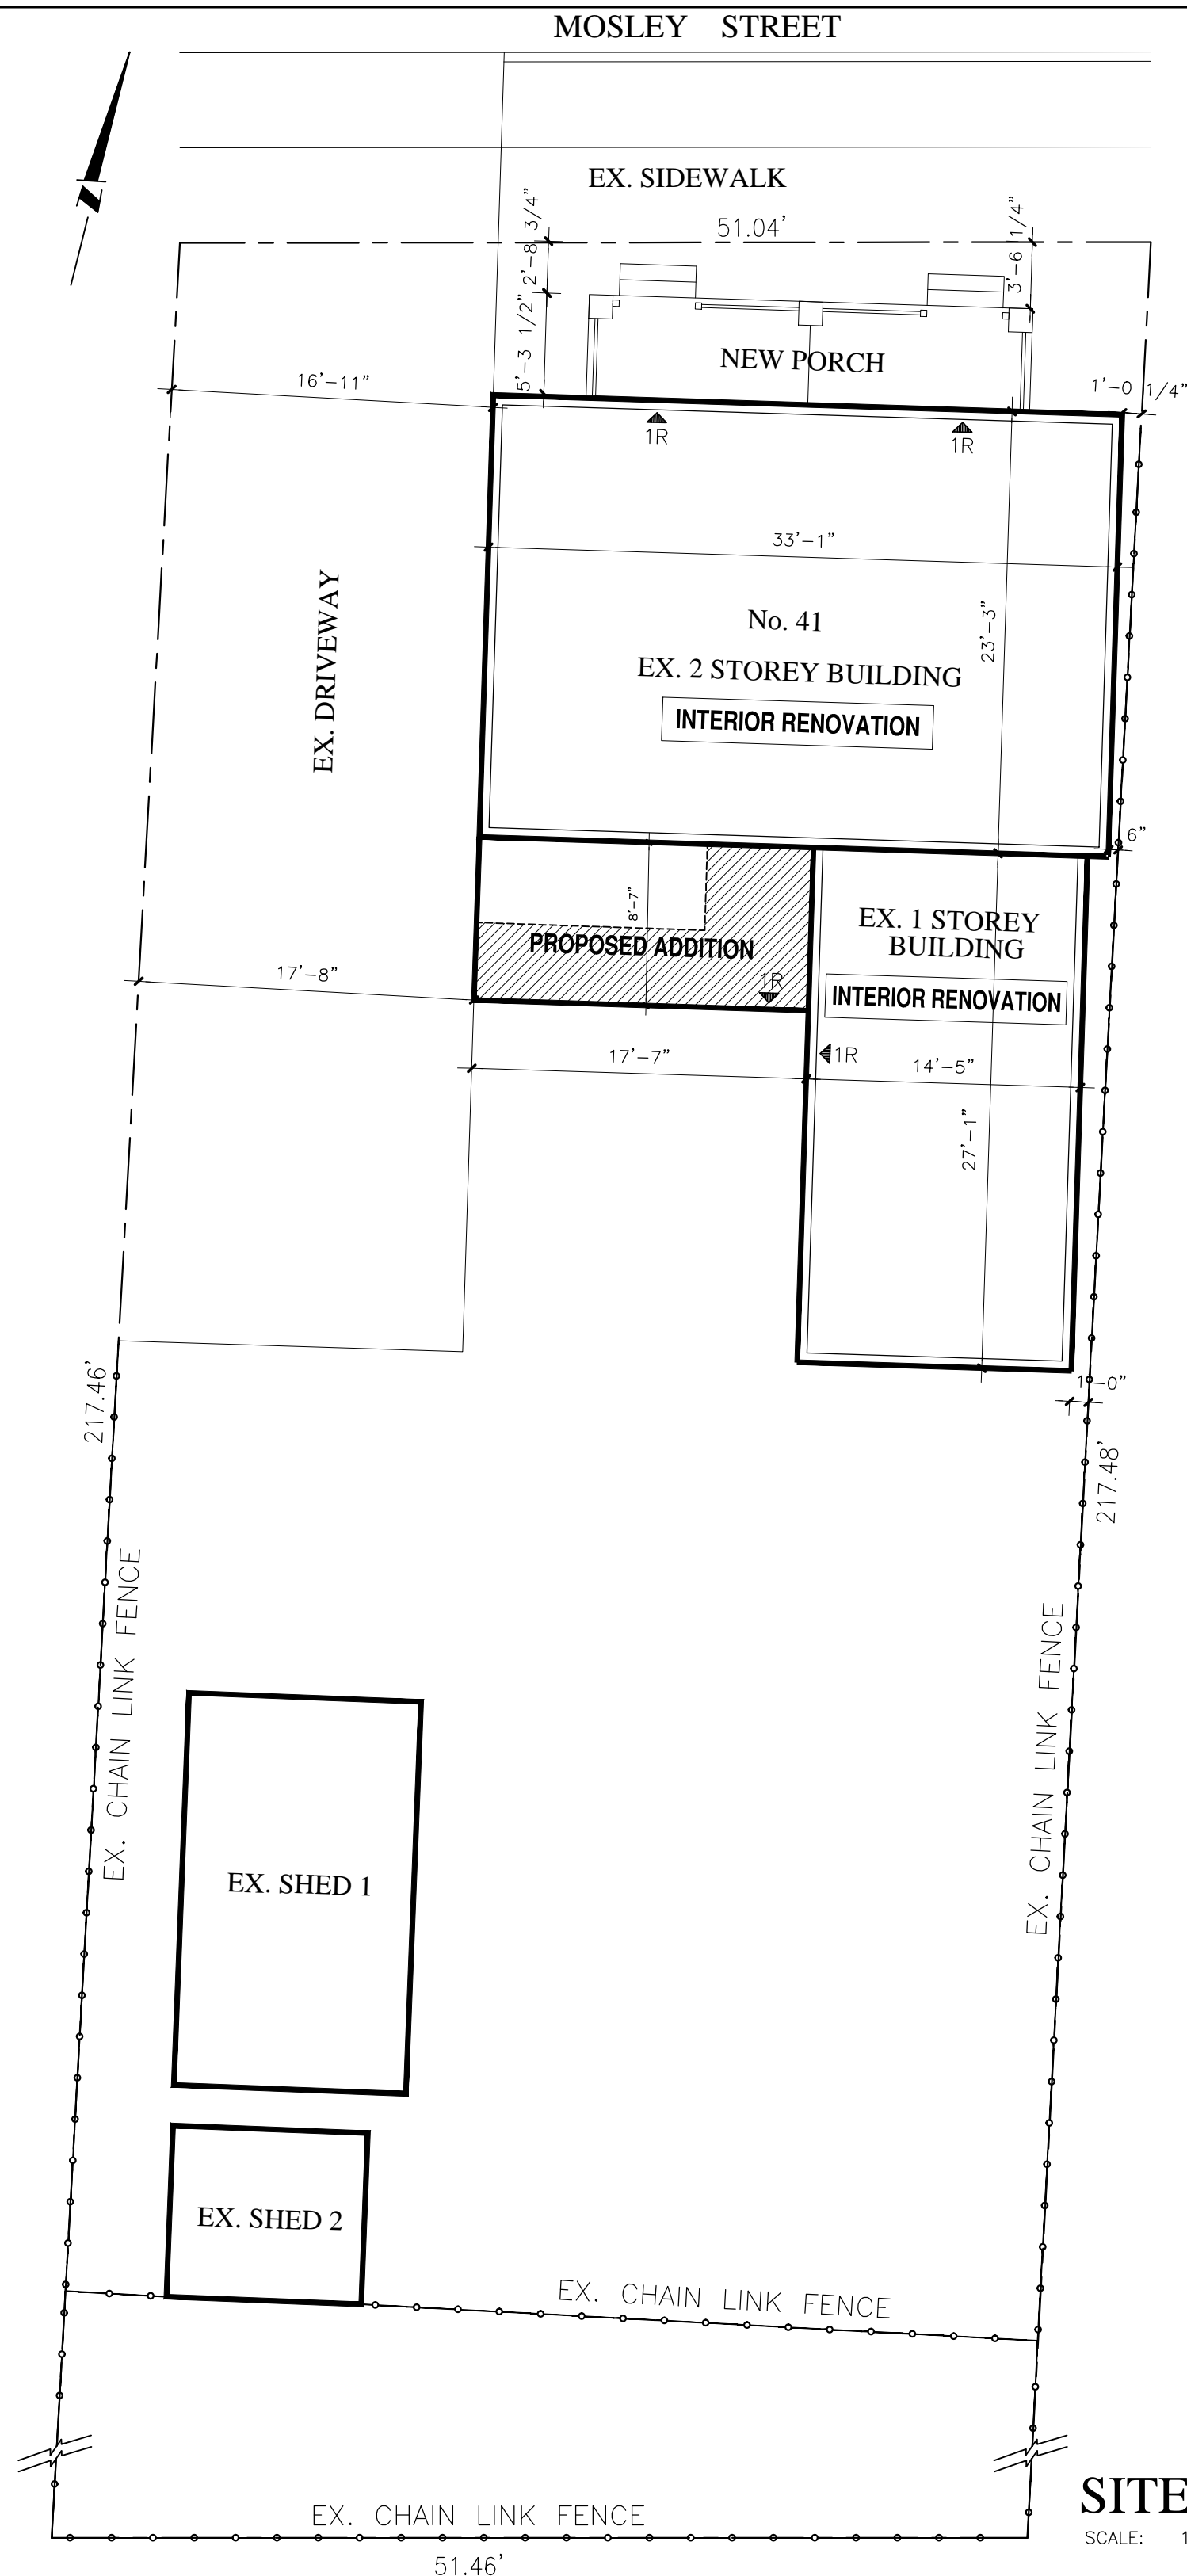 MOSLEY STREET
EX. SIDEWALK
51.04'
2'-8 3/4"
3'-6 1/4"
5'-3 1/2"
NEW PORCH
N
16'-11"
1'-0 1/4"
1R
1R
33'-1"
No. 41
23'-3"
EX. 2 STOREY BUILDING
INTERIOR RENOVATION
EX. DRIVEWAY
6"
8'-7"
EX. 1 STOREY
BUILDING
PROPOSED ADDITION
1R
17'-8"
INTERIOR RENOVATION
1R
17'-7"
14'-5"
27'-1"
1'-0"
217.46'
217.48'
EX. CHAIN LINK FENCE
EX. CHAIN LINK FENCE
EX. SHED 1
EX. SHED 2
EX. CHAIN LINK FENCE
SITE
EX. CHAIN LINK FENCE
SCALE: 1
51.46'